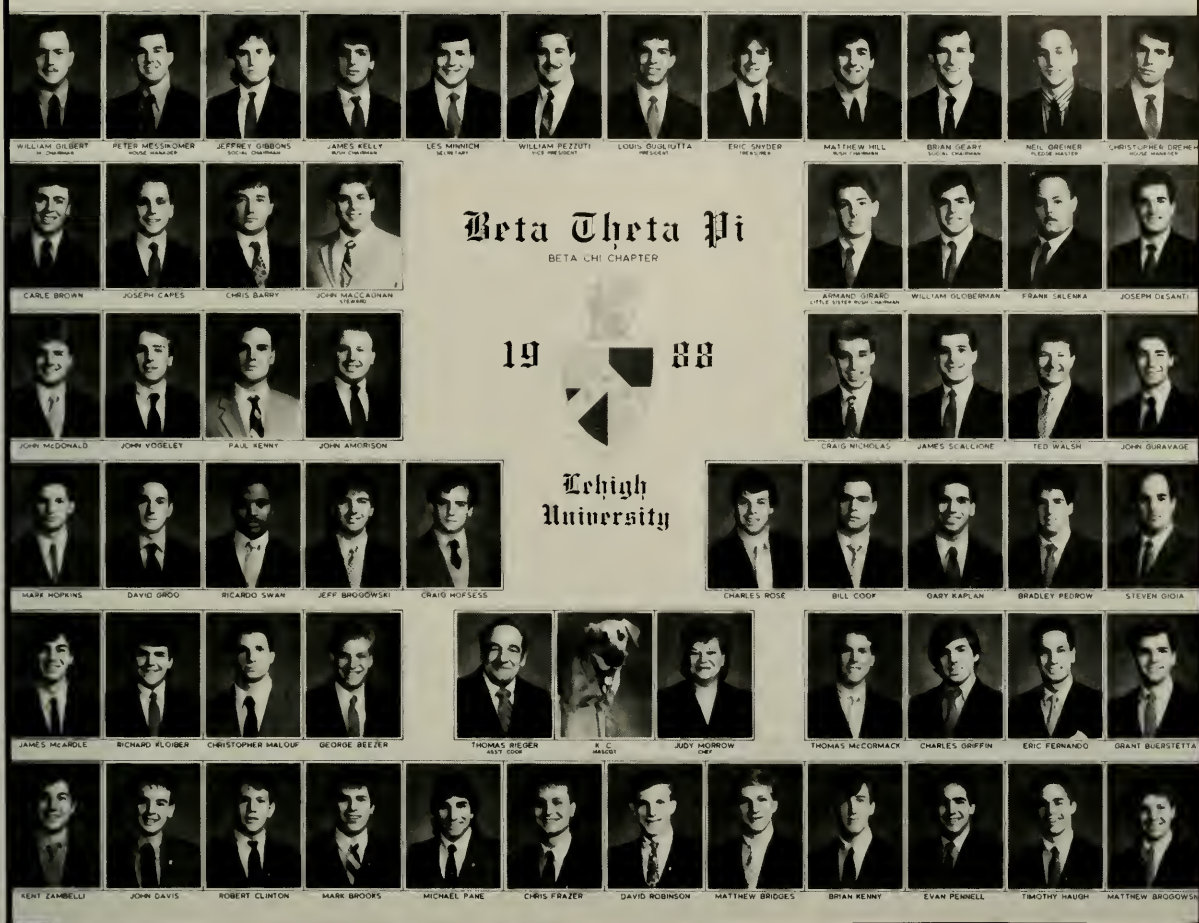 WILLIAM GILBERT PETER MESSIKOMER JEFFREY GIBBONS JAMES KELLY LES MINNICH WILLIAM PEZZUTI LOUIS GUGLIUTTA ERIC SNYDER MATTHEW HILL BRIAN GEARY NEIL GREINER CHRISTOPHER DREHER
CHAIRMAN HOUSE MANAGER SOCIAL CHAIRMAN RUSH CHAIRMAN SECRETARY VICE PRESIDENT PRESIDENT TREASURER RUSH CHAIRMAN SOCIAL CHAIRMAN PLEDGE MASTER HOUSE MANAGER
Beta Theta Pi
BETA CHI CHAPTER
CARLE BROWN JOSEPH CAPES CHRIS BARRY JOHN MACCAGNAN ARMAND GIRARD WILLIAM GLOBERMAN FRANK SKLENKA JOSEPH DESANTI
STEWARD LITTLE SISTER RUSH CHAIRMAN
19 88
JOHN McDONALD JOHN VOGELEY PAUL KENNY JOHN AMORISON CRAIG NICHOLAS JAMES SCALLIONE TED WALSH JOHN GURAVAGE
Lehigh
University
MARK HOPKINS DAVID GROO RICARDO SWAN JEFF BROGOWSKI CRAIG HOFSESS CHARLES ROSE BILL COOK GARY KAPLAN BRADLEY PEDROW STEVEN GIOIA
JAMES McARDLE RICHARD KLOIBER CHRISTOPHER MALOUF GEORGE BEEZER THOMAS RIEGER K.C. JUDY MORROW THOMAS McCORMACK CHARLES GRIFFIN ERIC FERNANDO GRANT BUERSTETTA
ASS'T COOK MASCOT CHEF
KENT ZAMBELLI JOHN DAVIS ROBERT CLINTON MARK BROOKS MICHAEL PANE CHRIS FRAZER DAVID ROBINSON MATTHEW BRIDGES BRIAN KENNY EVAN PENNELL TIMOTHY HAUGH MATTHEW BROGOWSKI